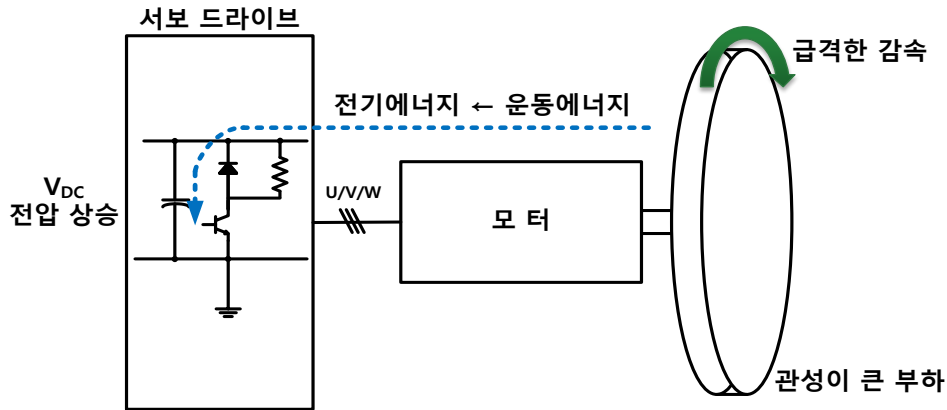 서보 드라이브
급격한 감속
전기에너지 ← 운동에너지
V_DC
전압 상승
U/V/W
모 터
관성이 큰 부하